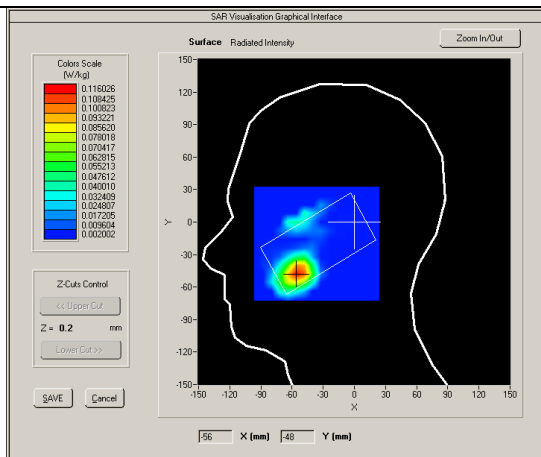 SAR Visualisation Graphical Interface
Surface Radiated Intensity
Zoom In/Out
Colors Scale
(W/kg)
0.116026
0.108425
0.100823
0.093221
0.085620
0.078018
0.070417
0.062815
0.055213
0.047612
0.040010
0.032409
0.024807
0.017205
0.009604
0.002002
Z-Cuts Control
<< Upper Cut
Z = 0.2 mm
Lower Cut >>
SAVE Cancel
150
120
90
60
30
0
-30
-60
-90
-120
-150
Y
-150 -120 -90 -60 -30 0 30 60 90 120 150
X
-56 X (mm) -48 Y (mm)